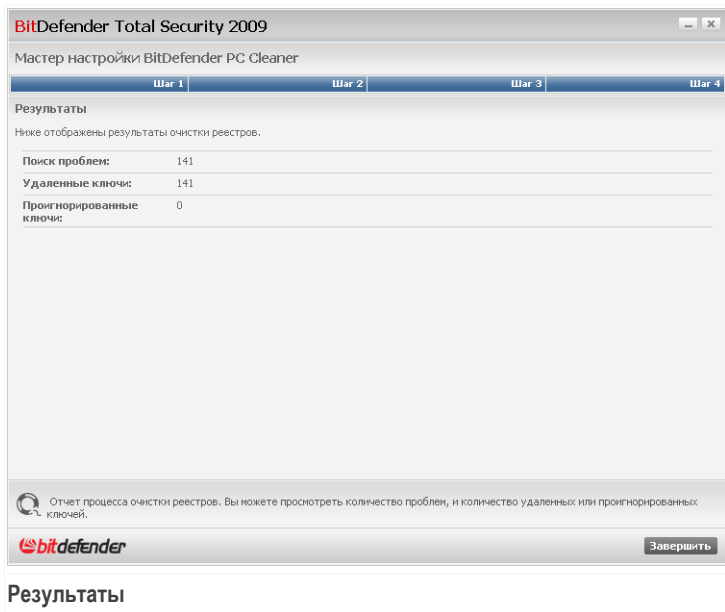 BitDefender Total Security 2009
Мастер настройки BitDefender PC Cleaner
Шаг 1 Шаг 2 Шаг 3 Шаг 4
Результаты
Ниже отображены результаты очистки реестров.
Поиск проблем: 141
Удаленные ключи: 141
Проигнорированные 0
ключи:
Отчет процесса очистки реестров. Вы можете просмотреть количество проблем, и количество удаленных или проигнорированных
ключей.
bitdefender
Завершить
Результаты